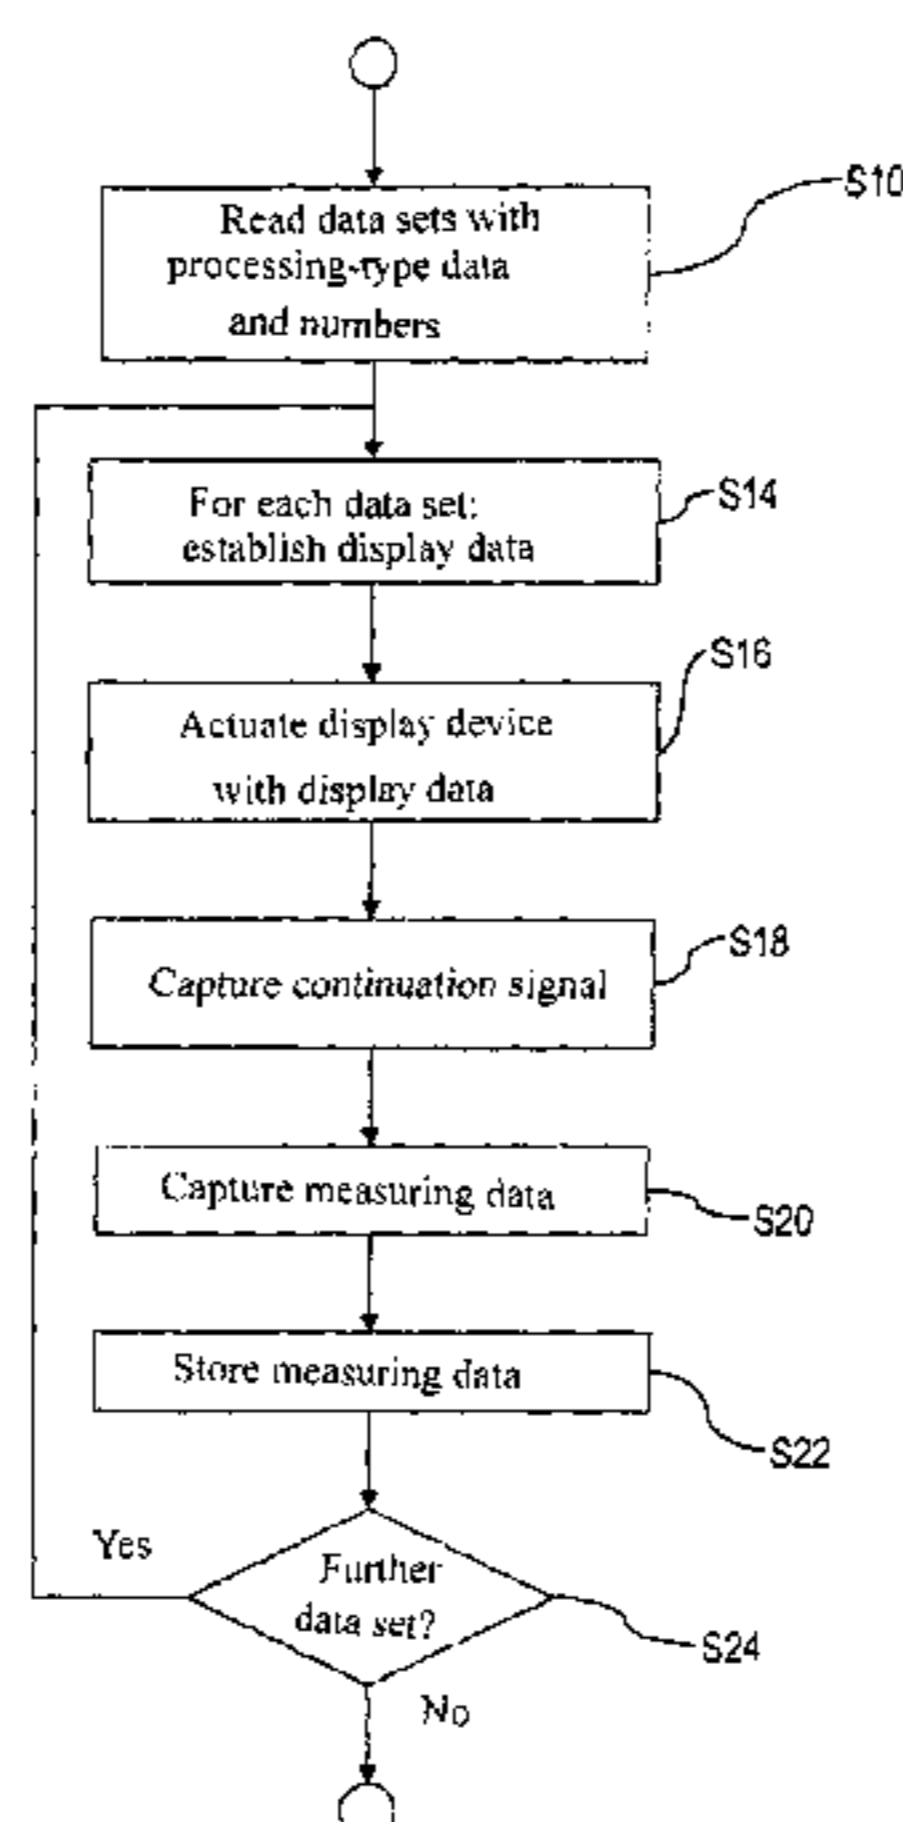 S10
Read data sets with
processing-type data
and numbers
For each data set:
establish display data
S14
S16
Actuate display device
with display data
S18
Capture continuation signal
Capture measuring data
S20
Store measuring data
S22
Yes
Further
data set?
S24
No